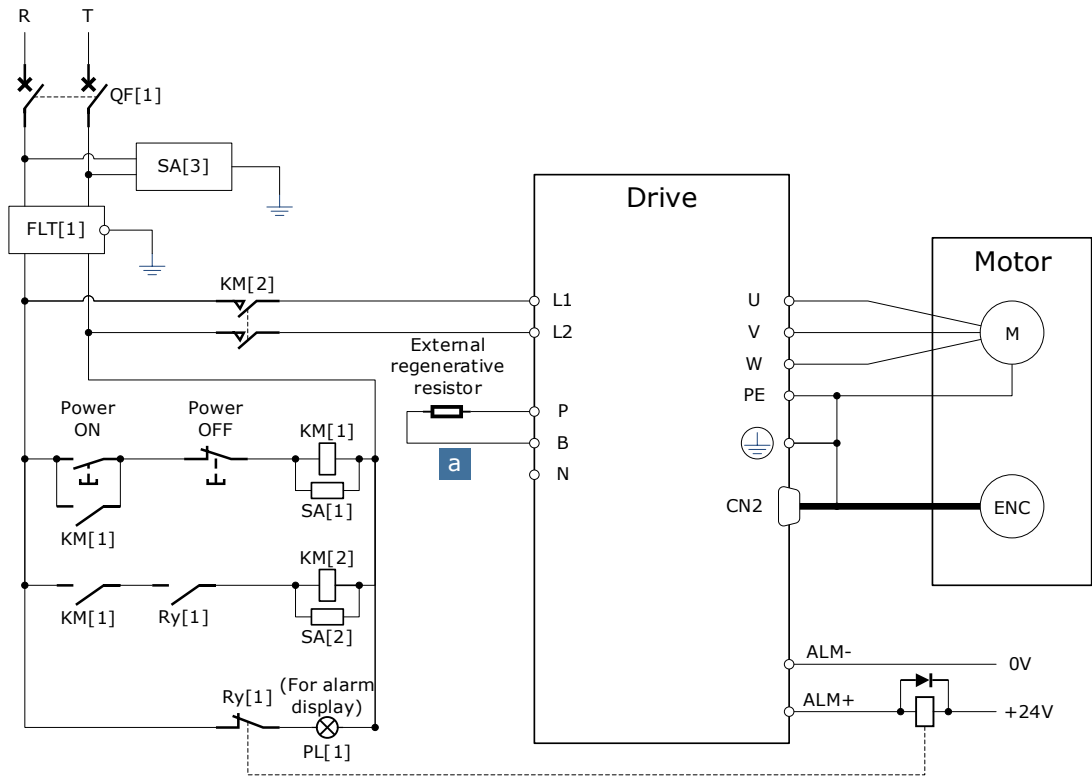 R
T
QF[1]
SA[3]
FLT[1]
Drive
Motor
KM[2]
L1
L2
U
V
W
PE
M
External
regenerative
resistor
P
B
N
a
Power
ON
Power
OFF
KM[1]
SA[1]
KM[1]
CN2
ENC
KM[2]
KM[1]
Ry[1]
SA[2]
ALM-
0V
Ry[1]
(For alarm
display)
PL[1]
ALM+
+24V